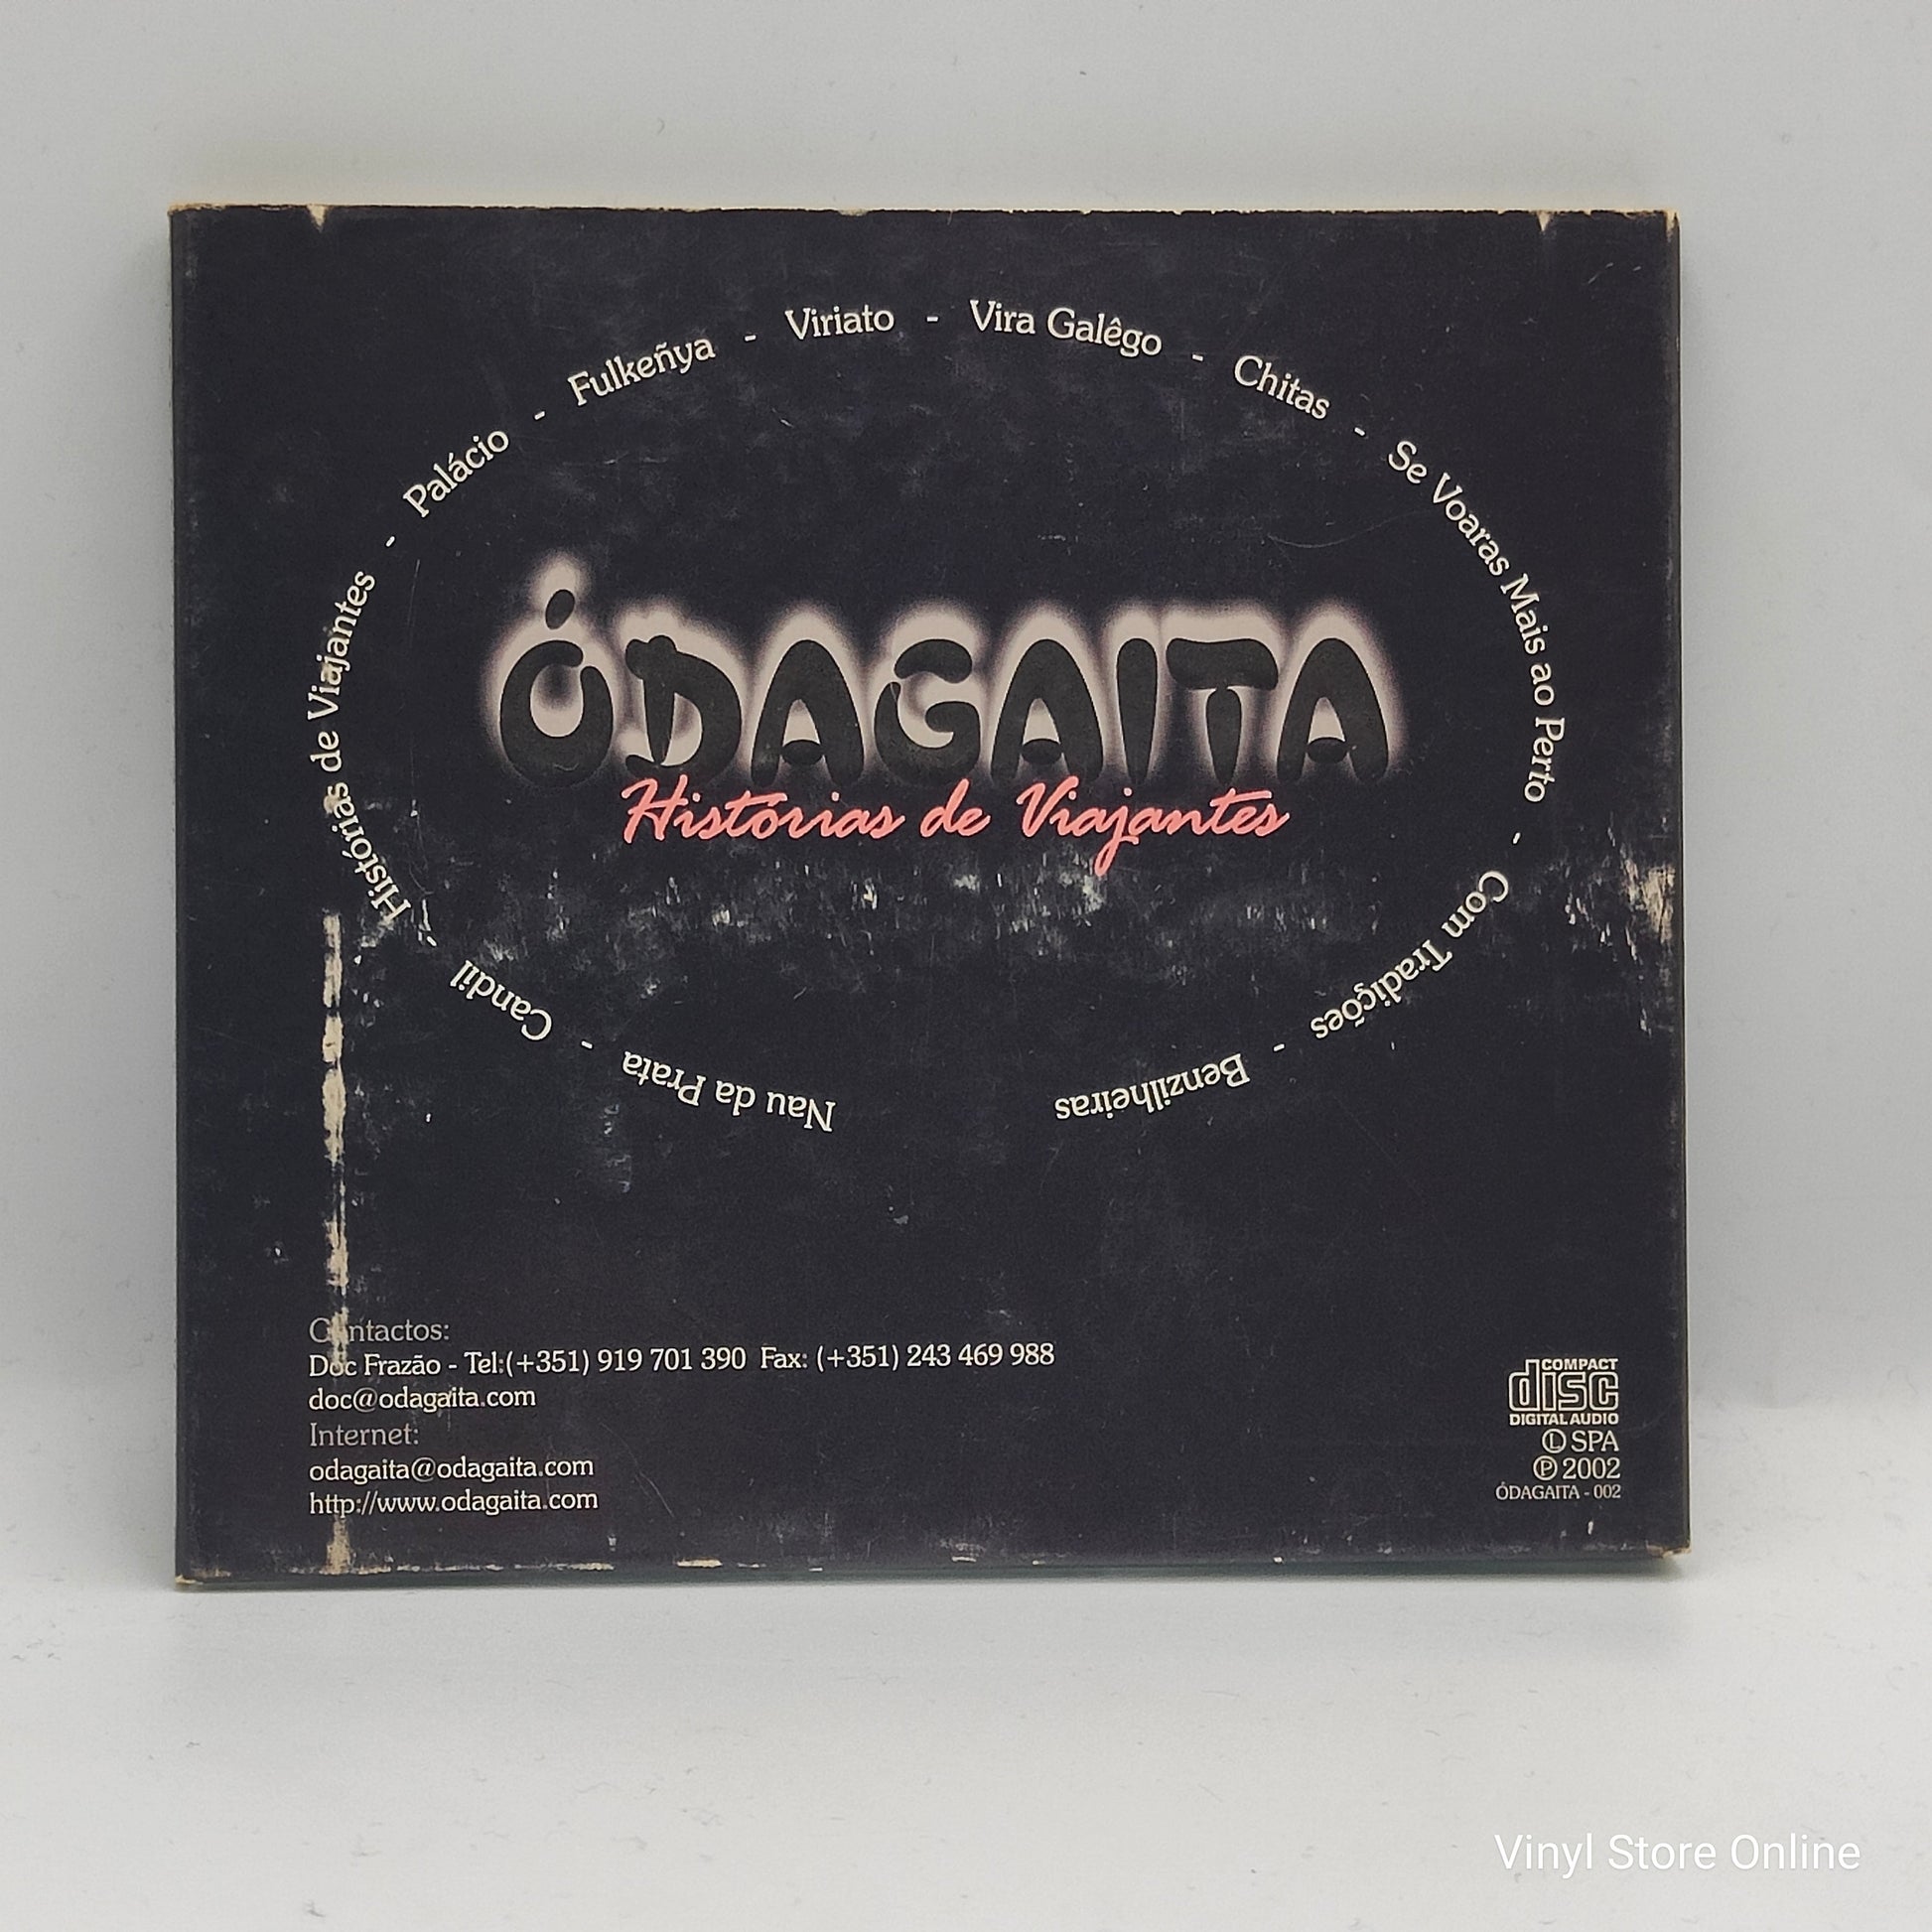 Nau da Prata - Candil - Histórias de Viajantes - Palácio - Fulkeñya - Viriato - Vira Galêgo - Chitas - Se Voaras Mais ao Perto - Com Tradições - Benzilheiras
ÓDAGAITA
Histórias de Viajantes
Contactos:
Doc Frazão - Tel:(+351) 919 701 390 Fax: (+351) 243 469 988
doc@odagaita.com
Internet:
odagaita@odagaita.com
http://www.odagaita.com
COMPACT
disc
DIGITAL AUDIO
Ⓛ SPA
Ⓟ 2002
ÓDAGAITA - 002
Vinyl Store Online